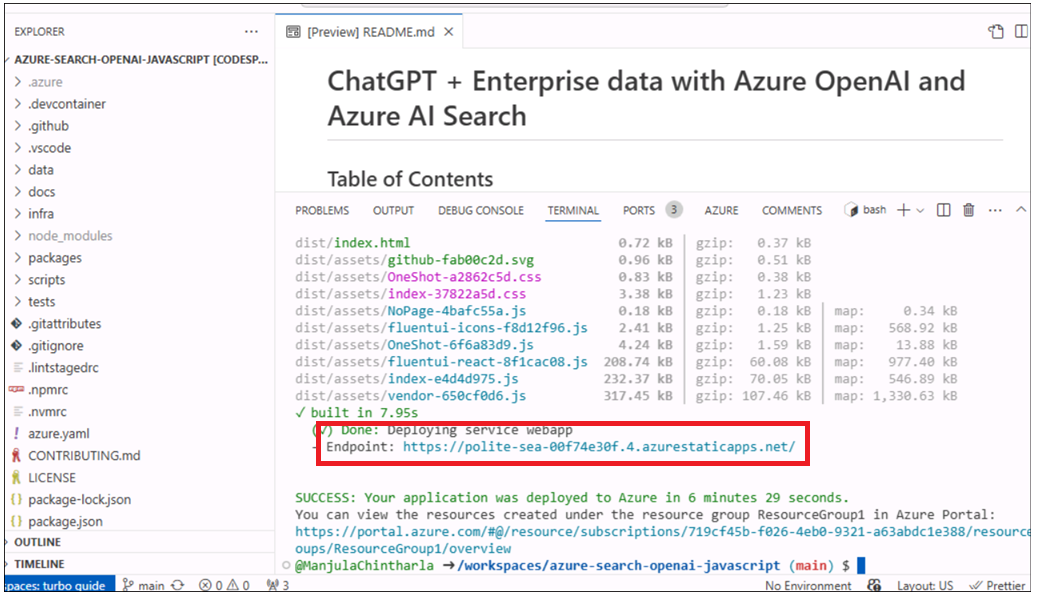 EXPLORER ...
[Preview] README.md
AZURE-SEARCH-OPENAI-JAVASCRIPT [CODESP...
.azure
.devcontainer
.github
.vscode
data
docs
infra
node_modules
packages
scripts
tests
.gitattributes
.gitignore
.lintstagedrc
.npmrc
.nvmrc
azure.yaml
CONTRIBUTING.md
LICENSE
package-lock.json
package.json
OUTLINE
TIMELINE
ChatGPT + Enterprise data with Azure OpenAI and
Azure AI Search
Table of Contents
PROBLEMS OUTPUT DEBUG CONSOLE TERMINAL PORTS 3 AZURE COMMENTS bash
dist/index.html 0.72 kB │ gzip: 0.37 kB
dist/assets/github-fab00c2d.svg 0.96 kB │ gzip: 0.51 kB
dist/assets/OneShot-a2862c5d.css 0.83 kB │ gzip: 0.38 kB
dist/assets/index-37822a5d.css 3.38 kB │ gzip: 1.23 kB
dist/assets/NoPage-4bafc55a.js 0.18 kB │ gzip: 0.18 kB │ map: 0.34 kB
dist/assets/fluentui-icons-f8d12f96.js 2.41 kB │ gzip: 1.25 kB │ map: 568.92 kB
dist/assets/OneShot-6f6a83d9.js 4.24 kB │ gzip: 1.59 kB │ map: 13.88 kB
dist/assets/fluentui-react-8f1cac08.js 208.74 kB │ gzip: 60.08 kB │ map: 977.40 kB
dist/assets/index-e4d4d975.js 232.37 kB │ gzip: 70.05 kB │ map: 546.89 kB
dist/assets/vendor-650cf0d6.js 317.45 kB │ gzip: 107.46 kB │ map: 1,330.63 kB
✓ built in 7.95s
(✓) Done: Deploying service webapp
- Endpoint: https://polite-sea-00f74e30f.4.azurestaticapps.net/
SUCCESS: Your application was deployed to Azure in 6 minutes 29 seconds.
You can view the resources created under the resource group ResourceGroup1 in Azure Portal:
https://portal.azure.com/#@/resource/subscriptions/719cf45b-f026-4eb0-9321-a63abdc1e388/resource
oups/ResourceGroup1/overview
@ManjulaChintharla ➜/workspaces/azure-search-openai-javascript (main) $
spaces: turbo guide main 0 0 3 No Environment Layout: US Prettier